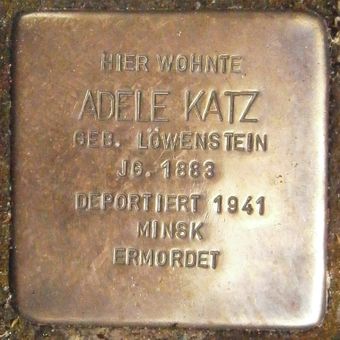 HIER WOHNTE
ADELE KATZ
GEB. LÖWENSTEIN
JG. 1883
DEPORTIERT 1941
MINSK
ERMORDET